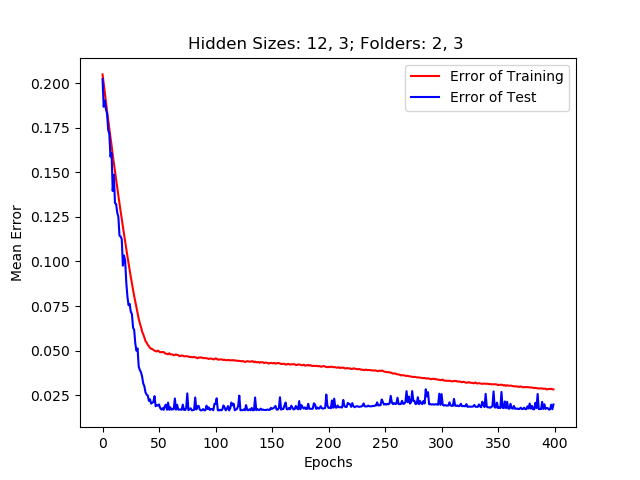 Hidden Sizes: 12, 3; Folders: 2, 3
Error of Training
Error of Test
Mean Error
0.200
0.175
0.150
0.125
0.100
0.075
0.050
0.025
0 50 100 150 200 250 300 350 400
Epochs